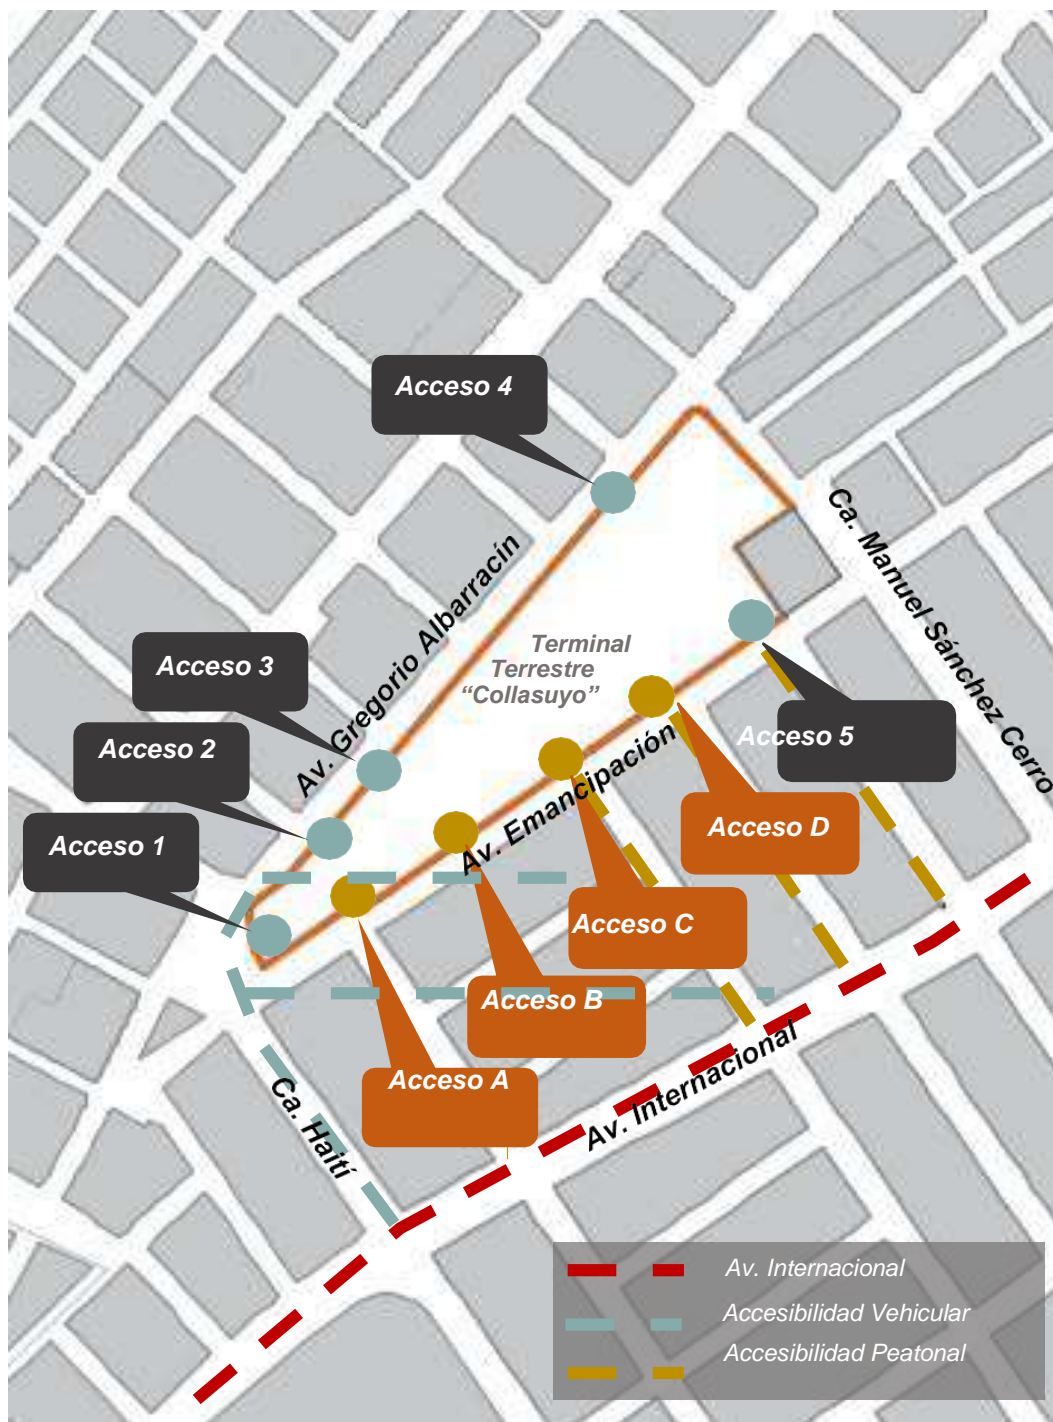 Acceso 4
Ca. Manuel Sánchez Cerro
Av. Gregorio Albarracín
Terminal
Terrestre
“Collasuyo”
Acceso 3
Acceso 2
Acceso 5
Av. Emancipación
Acceso D
Acceso 1
Acceso C
Acceso B
Acceso A
Ca. Haití
Av. Internacional
Av. Internacional
Accesibilidad Vehicular
Accesibilidad Peatonal